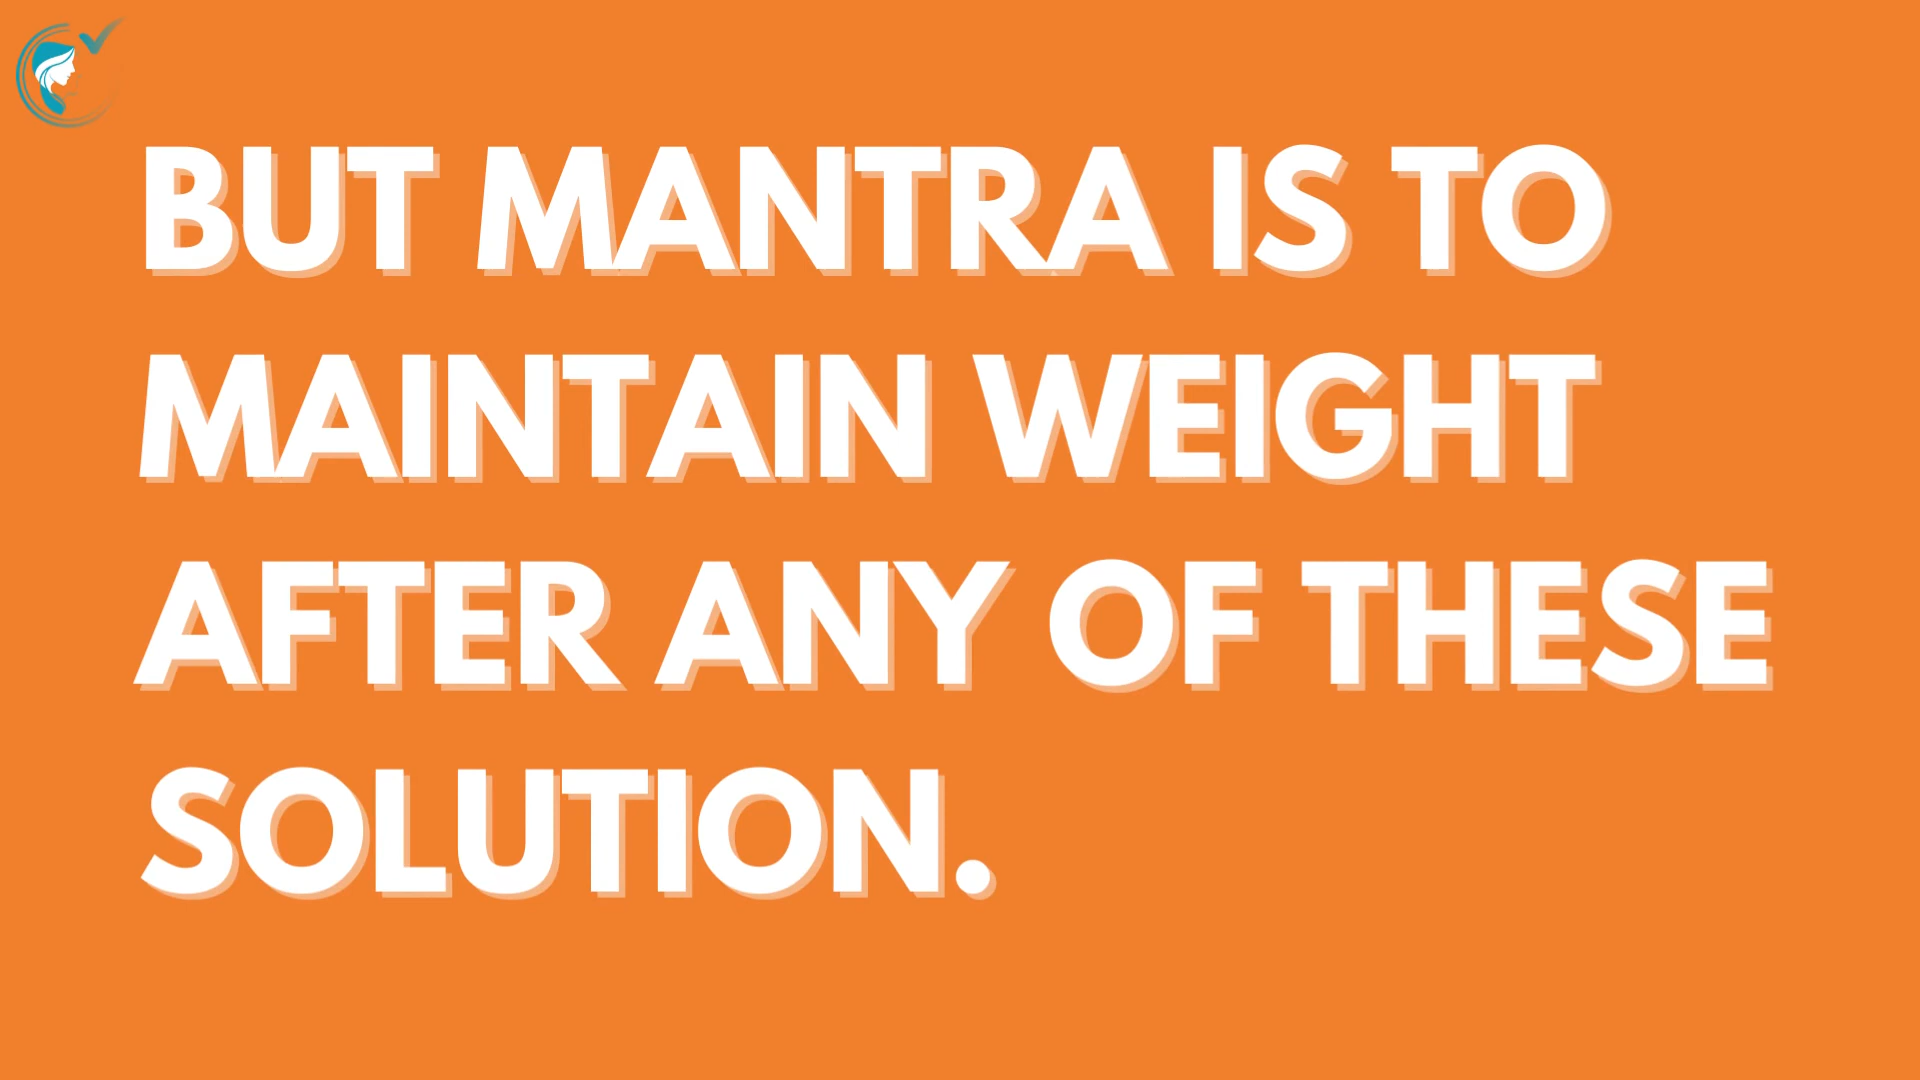 BUT MANTRA IS TO
MAINTAIN WEIGHT
AFTER ANY OF THESE
SOLUTION.